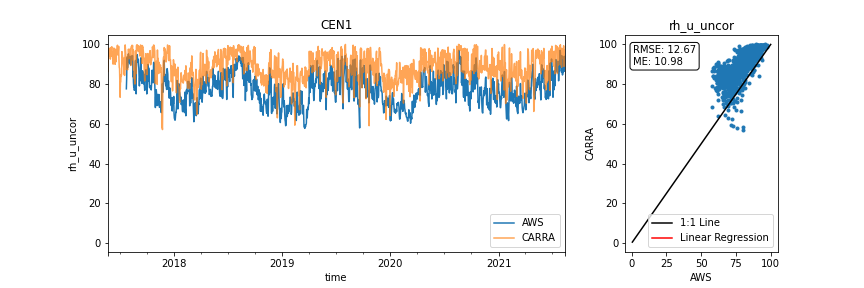 CEN1
100
80
60
40
20
0
rh_u_uncor
2018
2019
2020
2021
time
AWS
CARRA
rh_u_uncor
RMSE: 12.67
ME: 10.98
100
80
60
40
20
0
CARRA
0
25
50
75
100
AWS
1:1 Line
Linear Regression